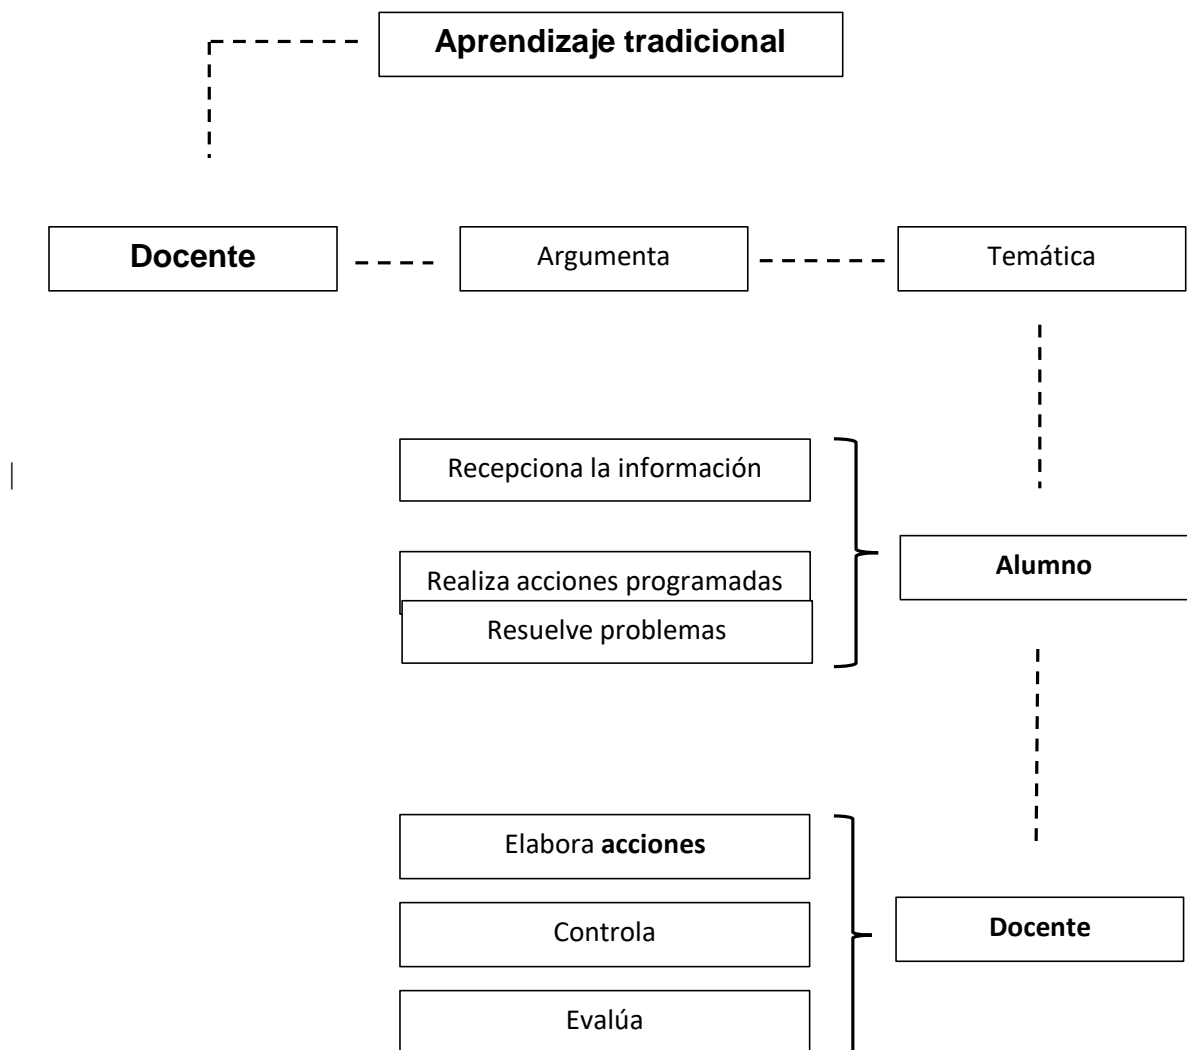 Aprendizaje tradicional
Docente
Argumenta
Temática
Recepciona la información
Realiza acciones programadas
Resuelve problemas
Alumno
Elabora acciones
Controla
Evalúa
Docente